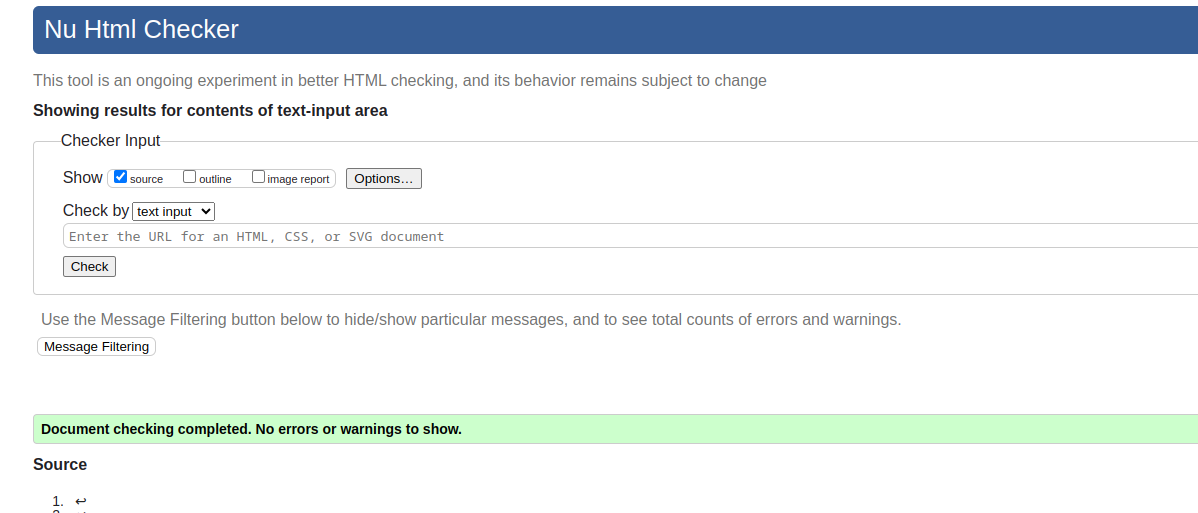 Nu Html Checker
This tool is an ongoing experiment in better HTML checking, and its behavior remains subject to change
Showing results for contents of text-input area
Checker Input
Show source outline image report Options...
Check by text input
Enter the URL for an HTML, CSS, or SVG document
Check
Use the Message Filtering button below to hide/show particular messages, and to see total counts of errors and warnings.
Message Filtering
Document checking completed. No errors or warnings to show.
Source
1. ↩